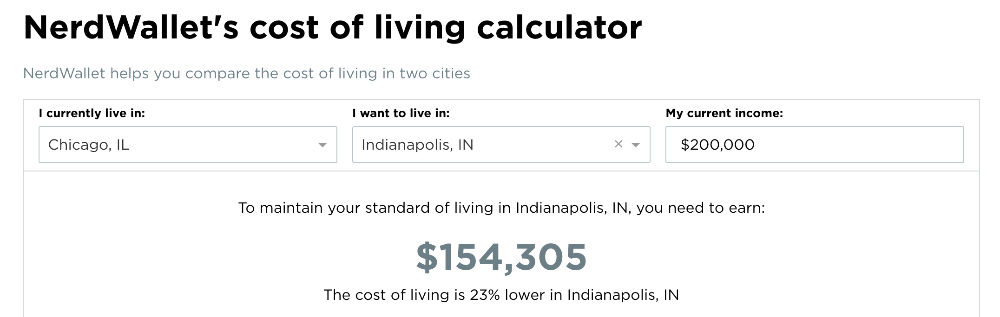 NerdWallet's cost of living calculator
NerdWallet helps you compare the cost of living in two cities
I currently live in:
I want to live in:
My current income:
Chicago, IL
Indianapolis, IN
$200,000
To maintain your standard of living in Indianapolis, IN, you need to earn:
$154,305
The cost of living is 23% lower in Indianapolis, IN